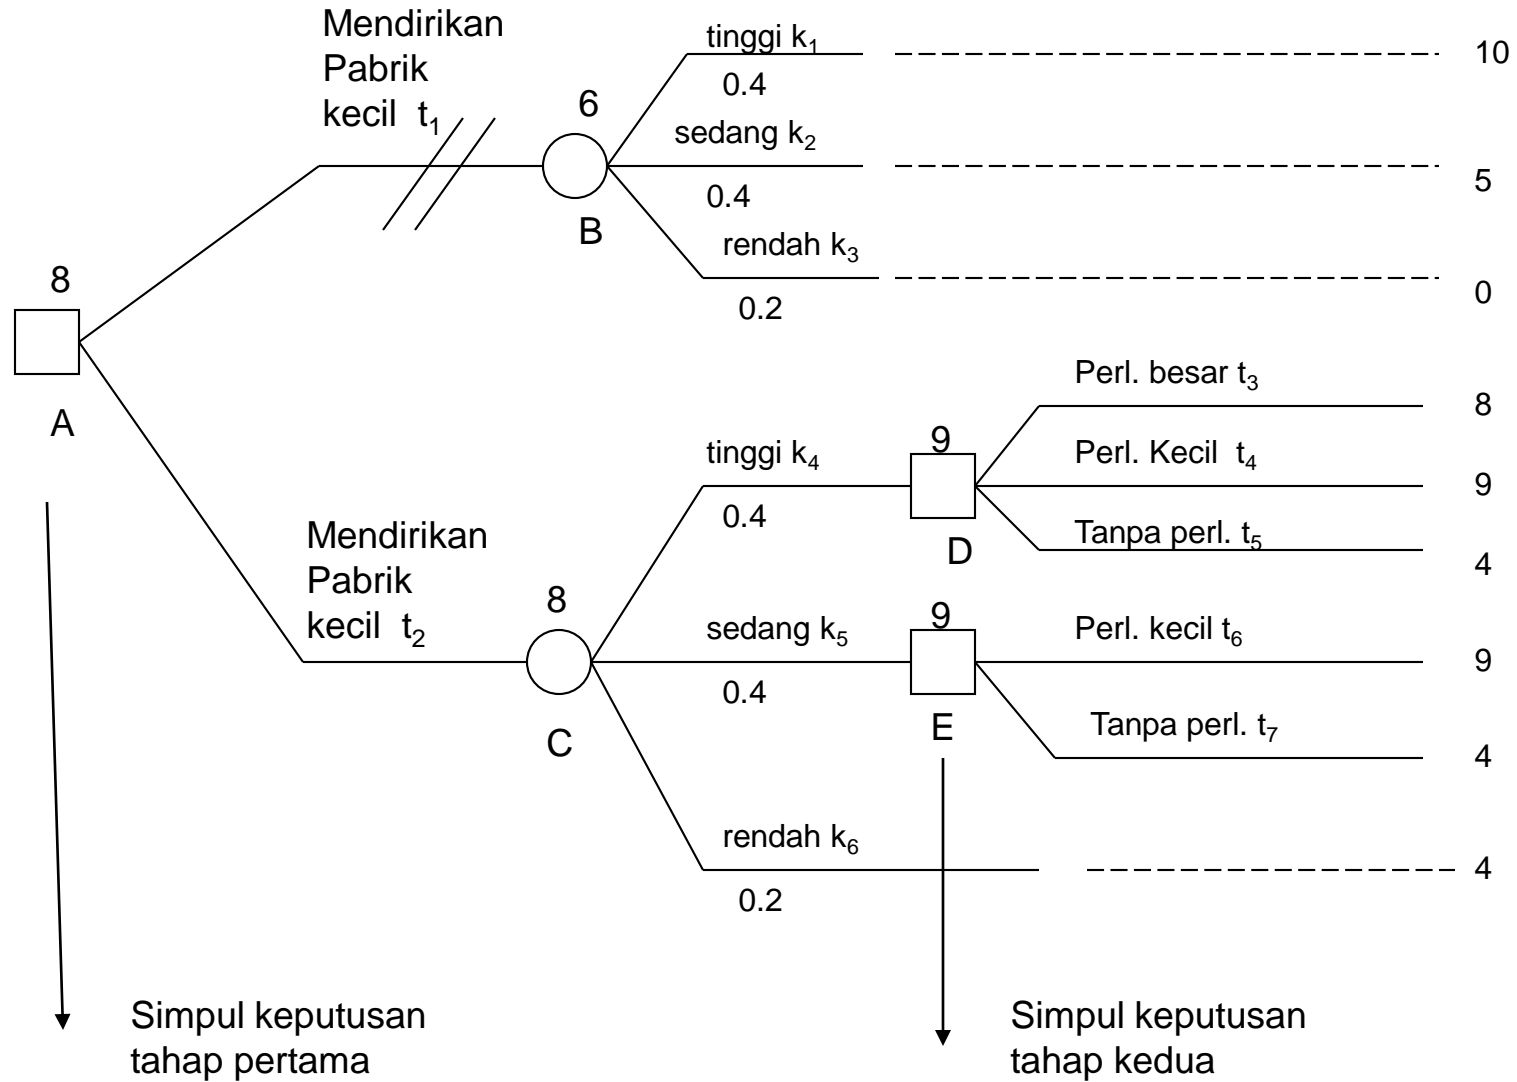 Mendirikan
Pabrik
kecil t₁
6
B
tinggi k₁
0.4
10
sedang k₂
0.4
5
rendah k₃
0.2
0
8
A
Mendirikan
Pabrik
kecil t₂
8
C
tinggi k₄
0.4
9
D
Perl. besar t₃
8
Perl. Kecil t₄
9
Tanpa perl. t₅
4
sedang k₅
0.4
9
E
Perl. kecil t₆
9
Tanpa perl. t₇
4
rendah k₆
0.2
4
Simpul keputusan
tahap pertama
Simpul keputusan
tahap kedua